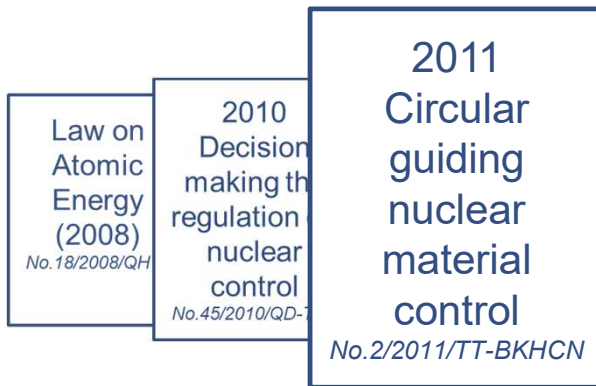 Law on
Atomic
Energy
(2008)
No.18/2008/QH
2010
Decision
making th
regulation
nuclear
control
No.45/2010/QD-T
2011
Circular
guiding
nuclear
material
control
No.2/2011/TT-BKHCN